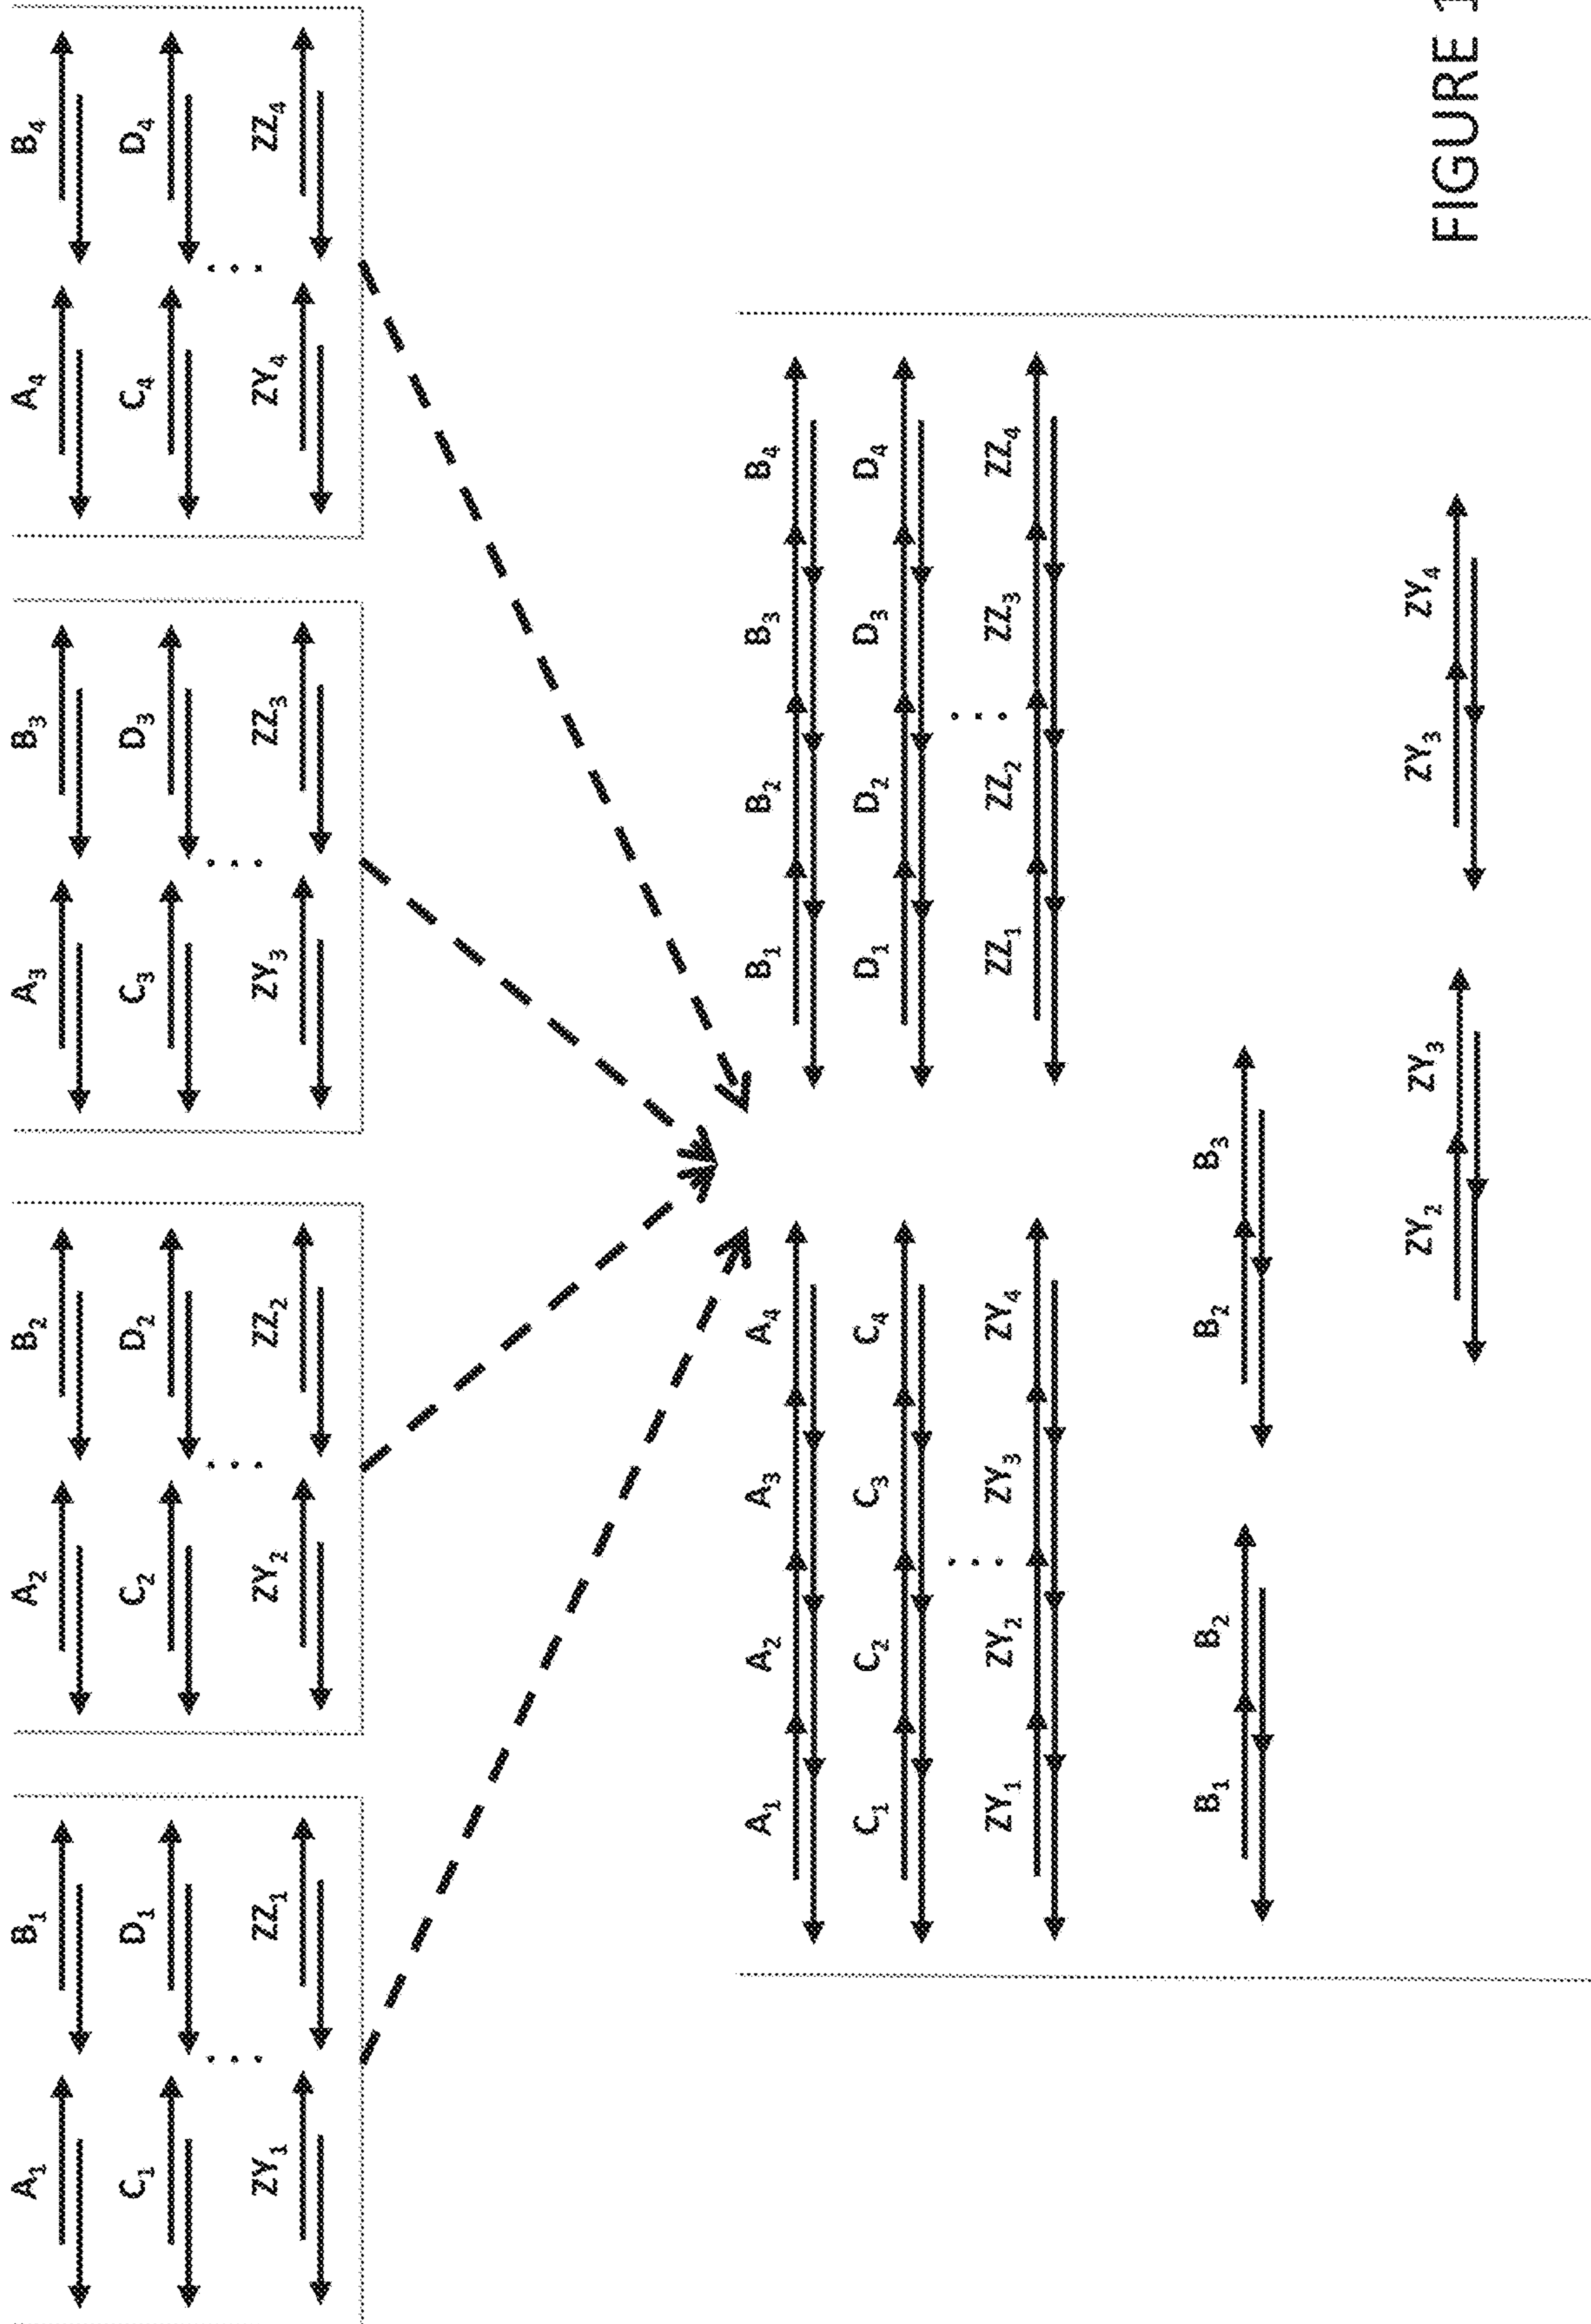 A₁ B₁ A₂ B₂ A₃ B₃ A₄ B₄
C₁ D₁ C₂ D₂ C₃ D₃ C₄ D₄
ZY₁ ZZ₁ ZY₂ ZZ₂ ZY₃ ZZ₃ ZY₄ ZZ₄
A₁ A₂ A₃ A₄ B₁ B₂ B₃ B₄
C₁ C₂ C₃ C₄ D₁ D₂ D₃ D₄
ZY₁ ZY₂ ZY₃ ZY₄ ZZ₁ ZZ₂ ZZ₃ ZZ₄
B₁ B₂ B₂ B₃
ZY₂ ZY₃ ZY₃ ZY₄
FIGURE 1